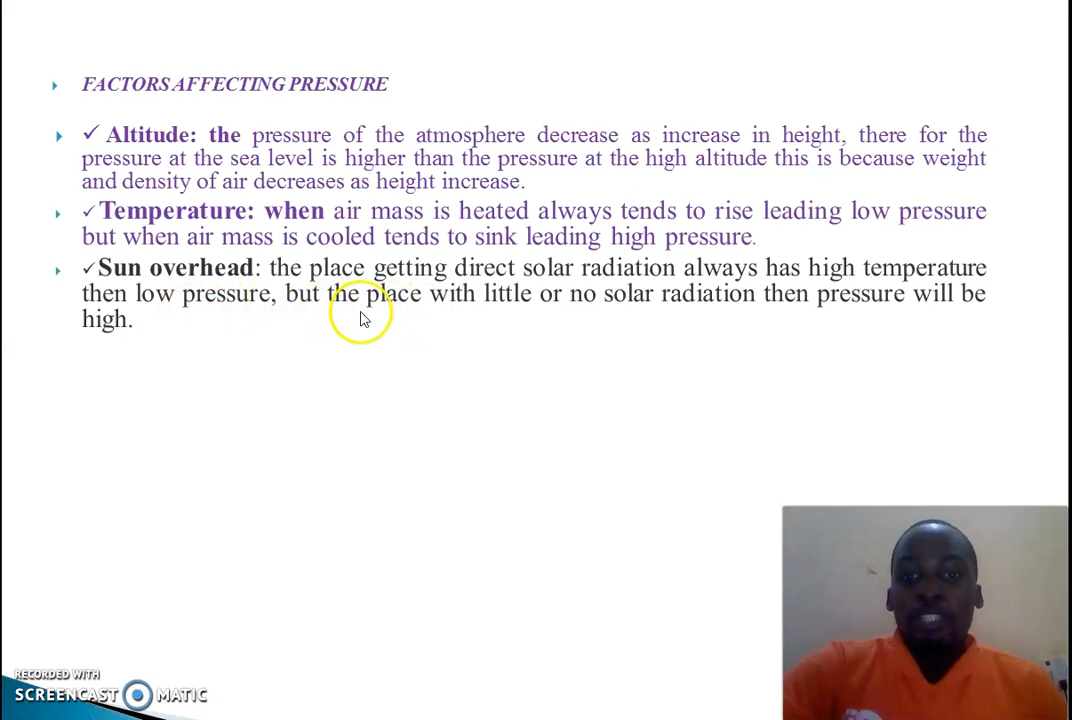 FACTORS AFFECTING PRESSURE
✓ Altitude: the pressure of the atmosphere decrease as increase in height, there for the
pressure at the sea level is higher than the pressure at the high altitude this is because weight
and density of air decreases as height increase.
✓Temperature: when air mass is heated always tends to rise leading low pressure
but when air mass is cooled tends to sink leading high pressure.
✓Sun overhead: the place getting direct solar radiation always has high temperature
then low pressure, but the place with little or no solar radiation then pressure will be
high.
RECORDED WITH
SCREENCAST MATIC